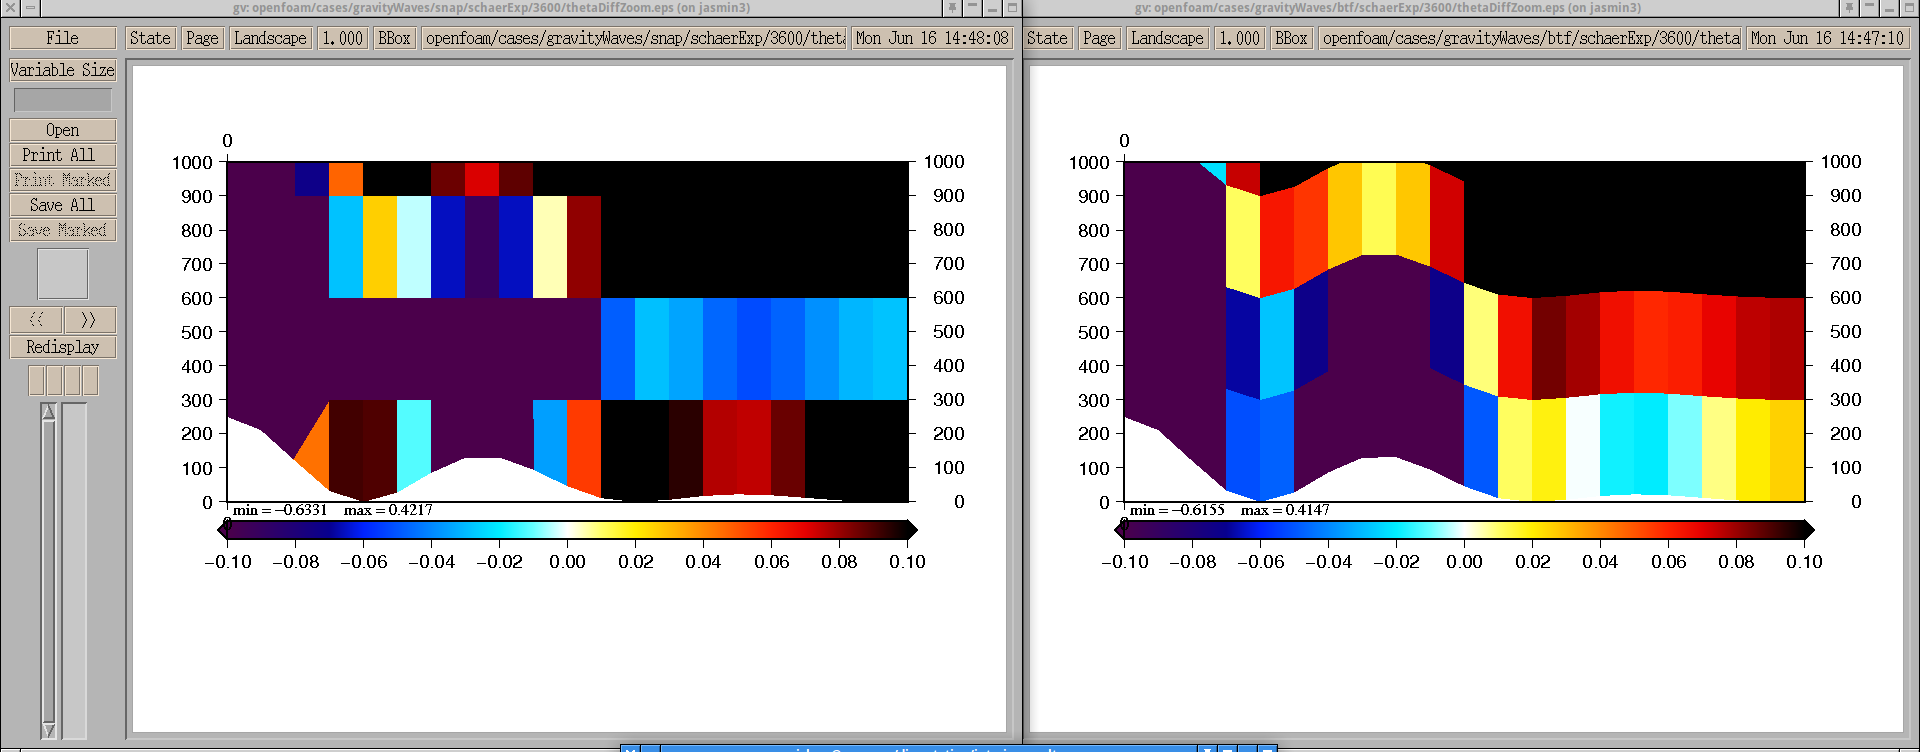 gv: openfoam/cases/gravityWaves/snap/schaerExp/3600/thetaDiffZoom.eps (on jasmin3)
File State Page Landscape 1.000 BBox openfoam/cases/gravityWaves/snap/schaerExp/3600/theta Mon Jun 16 14:48:08
Variable Size
Open
Print All
Print Marked
Save All
Save Marked
<< >>
Redisplay
0
1000 1000
900 900
800 800
700 700
600 600
500 500
400 400
300 300
200 200
100 100
0 0
min = −0.6331 max = 0.4217
0
−0.10 −0.08 −0.06 −0.04 −0.02 0.00 0.02 0.04 0.06 0.08 0.10
gv: openfoam/cases/gravityWaves/btf/schaerExp/3600/thetaDiffZoom.eps (on jasmin3)
State Page Landscape 1.000 BBox openfoam/cases/gravityWaves/btf/schaerExp/3600/theta Mon Jun 16 14:47:10
0
1000 1000
900 900
800 800
700 700
600 600
500 500
400 400
300 300
200 200
100 100
0 0
min = −0.6155 max = 0.4147
0
−0.10 −0.08 −0.06 −0.04 −0.02 0.00 0.02 0.04 0.06 0.08 0.10